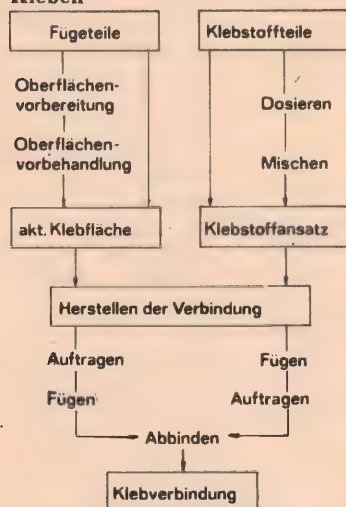 Kleben
Fügeteile
Klebstoffteile
Oberflächen-
vorbereitung
Oberflächen-
vorbehandlung
Dosieren
Mischen
akt. Klebfläche
Klebstoffansatz
Herstellen der Verbindung
Auftragen
Fügen
Fügen
Auftragen
Abbinden
Klebverbindung